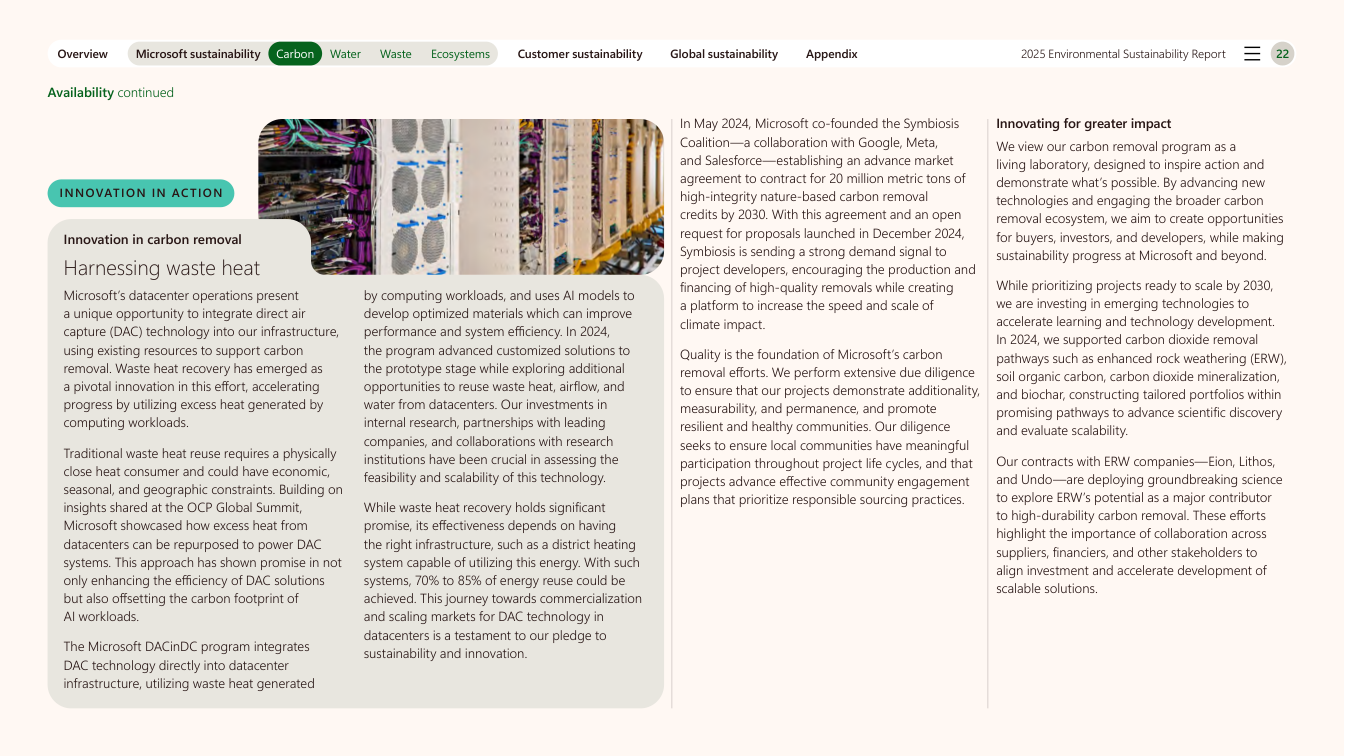 Overview
Microsoft sustainability
Carbon
Water
Waste
Ecosystems
Customer sustainability
Global sustainability
Appendix
2025 Environmental Sustainability Report
22
Availability continued
INNOVATION IN ACTION
Innovation in carbon removal
Harnessing waste heat
Microsoft’s datacenter operations present
a unique opportunity to integrate direct air
capture (DAC) technology into our infrastructure,
using existing resources to support carbon
removal. Waste heat recovery has emerged as
a pivotal innovation in this effort, accelerating
progress by utilizing excess heat generated by
computing workloads.
Traditional waste heat reuse requires a physically
close heat consumer and could have economic,
seasonal, and geographic constraints. Building on
insights shared at the OCP Global Summit,
Microsoft showcased how excess heat from
datacenters can be repurposed to power DAC
systems. This approach has shown promise in not
only enhancing the efficiency of DAC solutions
but also offsetting the carbon footprint of
AI workloads.
The Microsoft DACinDC program integrates
DAC technology directly into datacenter
infrastructure, utilizing waste heat generated
by computing workloads, and uses AI models to
develop optimized materials which can improve
performance and system efficiency. In 2024,
the program advanced customized solutions to
the prototype stage while exploring additional
opportunities to reuse waste heat, airflow, and
water from datacenters. Our investments in
internal research, partnerships with leading
companies, and collaborations with research
institutions have been crucial in assessing the
feasibility and scalability of this technology.
While waste heat recovery holds significant
promise, its effectiveness depends on having
the right infrastructure, such as a district heating
system capable of utilizing this energy. With such
systems, 70% to 85% of energy reuse could be
achieved. This journey towards commercialization
and scaling markets for DAC technology in
datacenters is a testament to our pledge to
sustainability and innovation.
In May 2024, Microsoft co-founded the Symbiosis
Coalition—a collaboration with Google, Meta,
and Salesforce—establishing an advance market
agreement to contract for 20 million metric tons of
high-integrity nature-based carbon removal
credits by 2030. With this agreement and an open
request for proposals launched in December 2024,
Symbiosis is sending a strong demand signal to
project developers, encouraging the production and
financing of high-quality removals while creating
a platform to increase the speed and scale of
climate impact.
Quality is the foundation of Microsoft’s carbon
removal efforts. We perform extensive due diligence
to ensure that our projects demonstrate additionality,
measurability, and permanence, and promote
resilient and healthy communities. Our diligence
seeks to ensure local communities have meaningful
participation throughout project life cycles, and that
projects advance effective community engagement
plans that prioritize responsible sourcing practices.
Innovating for greater impact
We view our carbon removal program as a
living laboratory, designed to inspire action and
demonstrate what’s possible. By advancing new
technologies and engaging the broader carbon
removal ecosystem, we aim to create opportunities
for buyers, investors, and developers, while making
sustainability progress at Microsoft and beyond.
While prioritizing projects ready to scale by 2030,
we are investing in emerging technologies to
accelerate learning and technology development.
In 2024, we supported carbon dioxide removal
pathways such as enhanced rock weathering (ERW),
soil organic carbon, carbon dioxide mineralization,
and biochar, constructing tailored portfolios within
promising pathways to advance scientific discovery
and evaluate scalability.
Our contracts with ERW companies—Eion, Lithos,
and Undo—are deploying groundbreaking science
to explore ERW’s potential as a major contributor
to high-durability carbon removal. These efforts
highlight the importance of collaboration across
suppliers, financiers, and other stakeholders to
align investment and accelerate development of
scalable solutions.